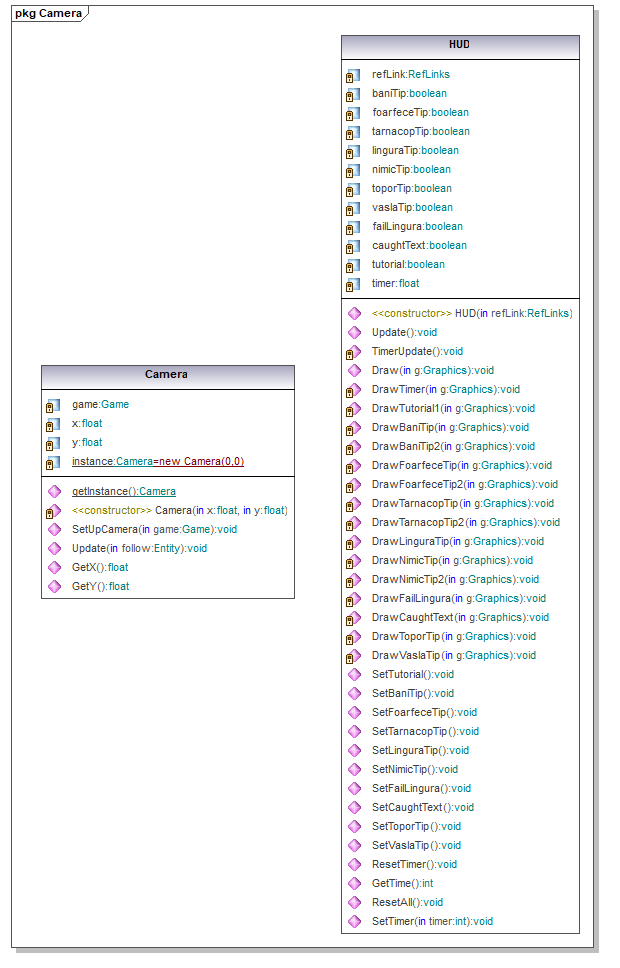 pkg Camera
HUD
refLink:RefLinks
baniTip:boolean
foarfeceTip:boolean
tarnacopTip:boolean
linguraTip:boolean
nimicTip:boolean
toporTip:boolean
vaslaTip:boolean
failLingura:boolean
caughtText:boolean
tutorial:boolean
timer:float
<<constructor>> HUD(in refLink:RefLinks)
Update():void
TimerUpdate():void
Draw(in g:Graphics):void
DrawTimer(in g:Graphics):void
DrawTutorial1(in g:Graphics):void
DrawBaniTip(in g:Graphics):void
DrawBaniTip2(in g:Graphics):void
DrawFoarfeceTip(in g:Graphics):void
DrawFoarfeceTip2(in g:Graphics):void
DrawTarnacopTip(in g:Graphics):void
DrawTarnacopTip2(in g:Graphics):void
DrawLinguraTip(in g:Graphics):void
DrawNimicTip(in g:Graphics):void
DrawNimicTip2(in g:Graphics):void
DrawFailLingura(in g:Graphics):void
DrawCaughtText(in g:Graphics):void
DrawToporTip(in g:Graphics):void
DrawVaslaTip(in g:Graphics):void
SetTutorial():void
SetBaniTip():void
SetFoarfeceTip():void
SetTarnacopTip():void
SetLinguraTip():void
SetNimicTip():void
SetFailLingura():void
SetCaughtText():void
SetToporTip():void
SetVaslaTip():void
ResetTimer():void
GetTime():int
ResetAll():void
SetTimer(in timer:int):void
Camera
game:Game
x:float
y:float
instance:Camera=new Camera(0,0)
getInstance():Camera
<<constructor>> Camera(in x:float, in y:float)
SetUpCamera(in game:Game):void
Update(in follow:Entity):void
GetX():float
GetY():float